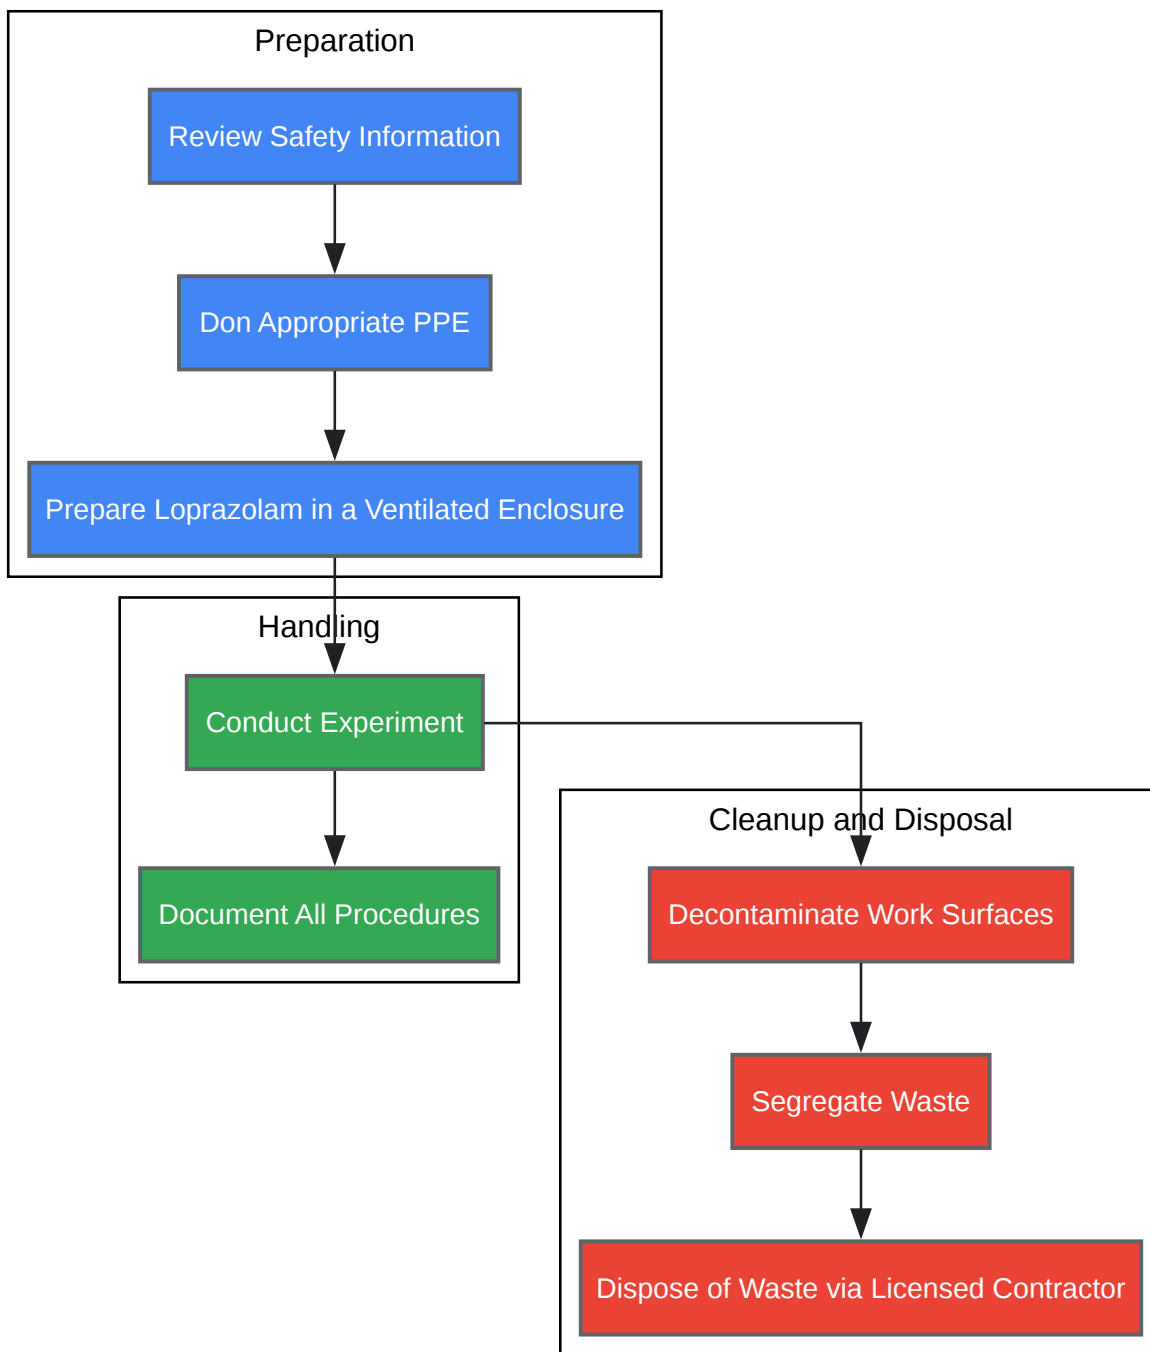 Preparation
Review Safety Information
Don Appropriate PPE
Prepare Loprazolam in a Ventilated Enclosure
Handling
Conduct Experiment
Document All Procedures
Cleanup and Disposal
Decontaminate Work Surfaces
Segregate Waste
Dispose of Waste via Licensed Contractor